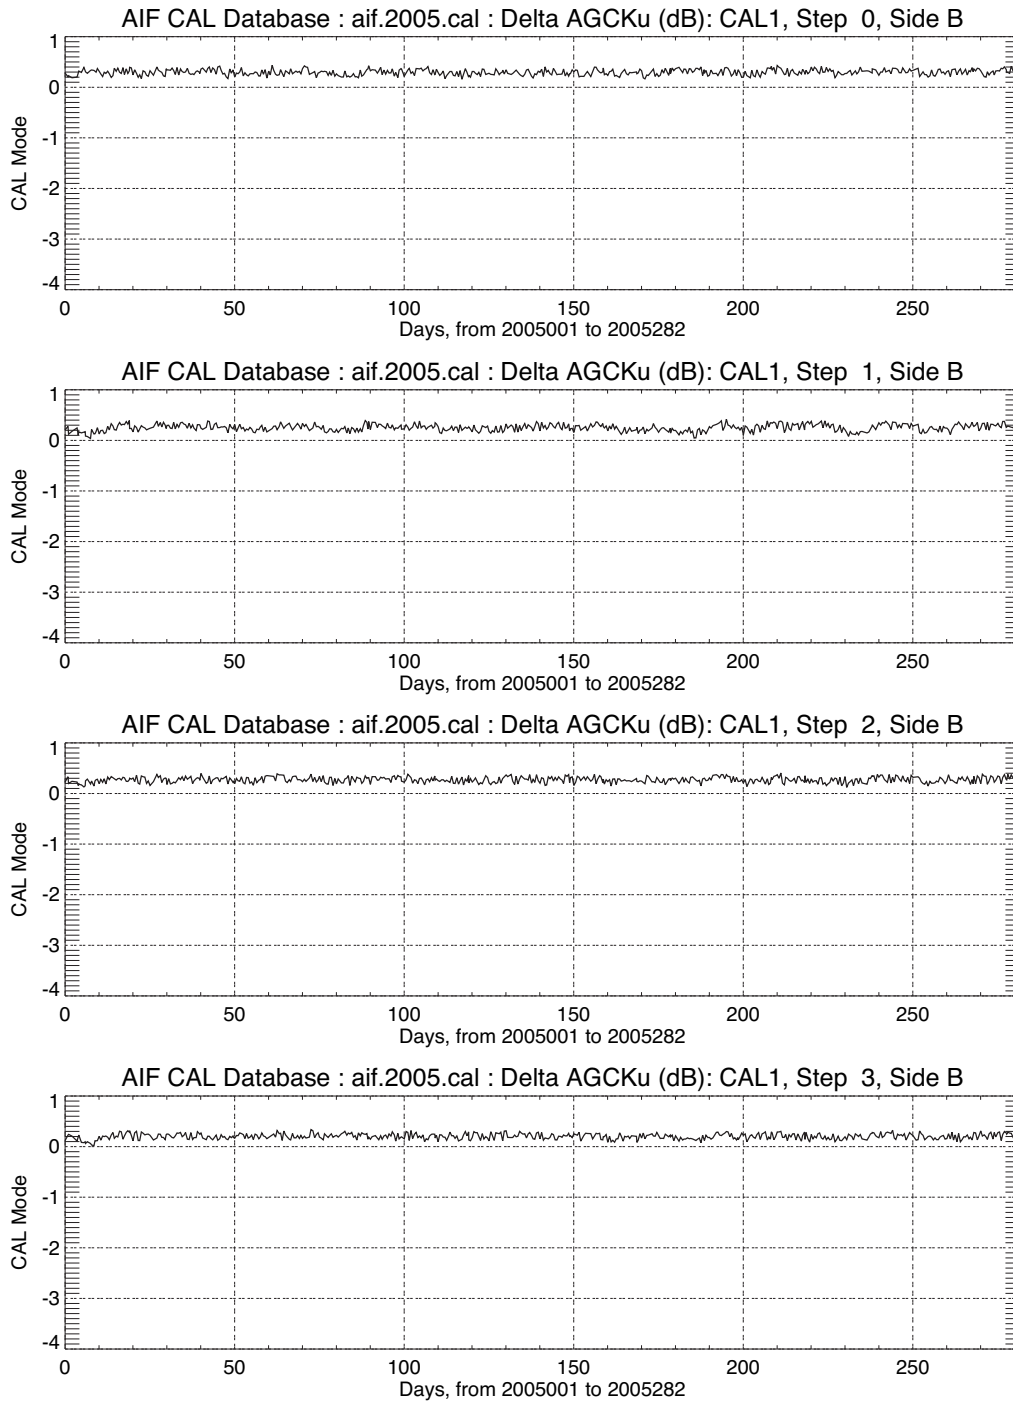 AIF CAL Database : aif.2005.cal : Delta AGCKu (dB): CAL1, Step 0, Side B
1
0
-1
-2
-3
-4
CAL Mode
0 50 100 150 200 250
Days, from 2005001 to 2005282
AIF CAL Database : aif.2005.cal : Delta AGCKu (dB): CAL1, Step 1, Side B
1
0
-1
-2
-3
-4
CAL Mode
0 50 100 150 200 250
Days, from 2005001 to 2005282
AIF CAL Database : aif.2005.cal : Delta AGCKu (dB): CAL1, Step 2, Side B
1
0
-1
-2
-3
-4
CAL Mode
0 50 100 150 200 250
Days, from 2005001 to 2005282
AIF CAL Database : aif.2005.cal : Delta AGCKu (dB): CAL1, Step 3, Side B
1
0
-1
-2
-3
-4
CAL Mode
0 50 100 150 200 250
Days, from 2005001 to 2005282